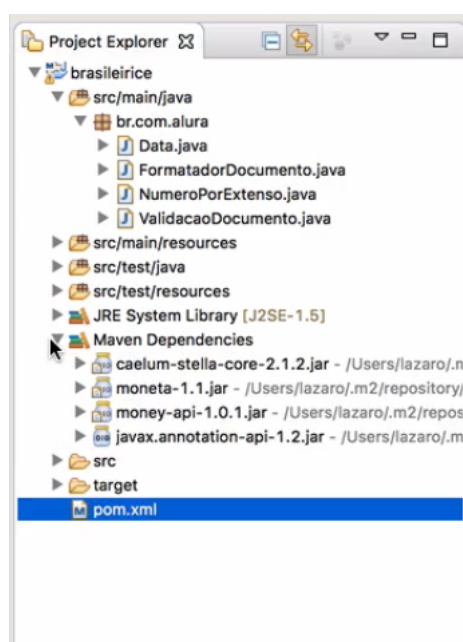 Project Explorer
brasileirice
src/main/java
br.com.alura
Data.java
FormatadorDocumento.java
NumeroPorExtenso.java
ValidacaoDocumento.java
src/main/resources
src/test/java
src/test/resources
JRE System Library [J2SE-1.5]
Maven Dependencies
caelum-stella-core-2.1.2.jar - /Users/lazaro/.m
moneta-1.1.jar - /Users/lazaro/.m2/repository/
money-api-1.0.1.jar - /Users/lazaro/.m2/repos
javax.annotation-api-1.2.jar - /Users/lazaro/.m
src
target
pom.xml